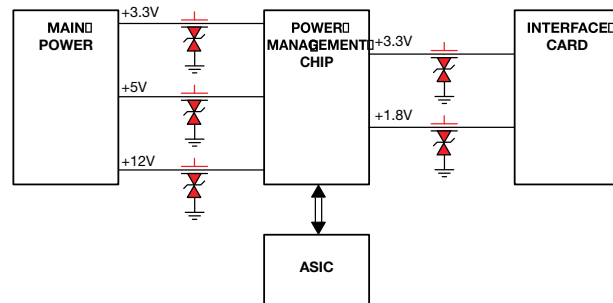 MAIN
POWER
+3.3V
+5V
+12V
POWER
MANAGEMENT
CHIP
+3.3V
+1.8V
INTERFACE
CARD
ASIC